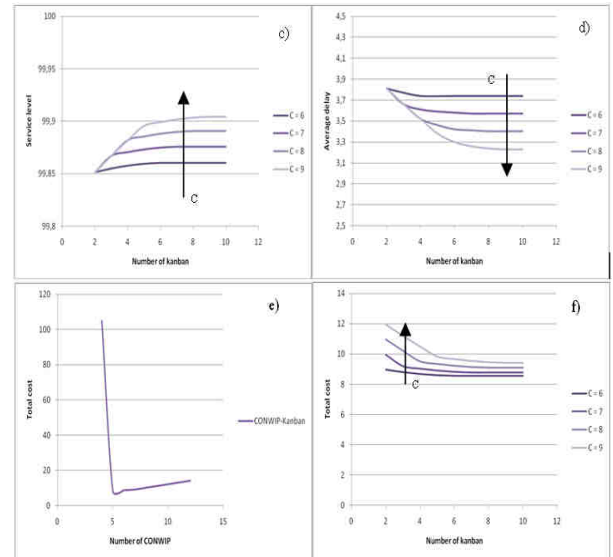 c)
100
99,95
99,9
99,85
99,8
Service level
0 2 4 6 8 10 12
Number of kanban
C
C = 6
C = 7
C = 8
C = 9
d)
4,5
4,3
4,1
3,9
3,7
3,5
3,3
3,1
2,9
2,7
2,5
Average delay
0 2 4 6 8 10 12
Number of kanban
C
C = 6
C = 7
C = 8
C = 9
e)
120
100
80
60
40
20
0
Total cost
0 5 10 15
Number of CONWIP
CONWIP-Kanban
f)
14
12
10
8
6
4
2
0
Total cost
0 2 4 6 8 10 12
Number of kanban
C
C = 6
C = 7
C = 8
C = 9